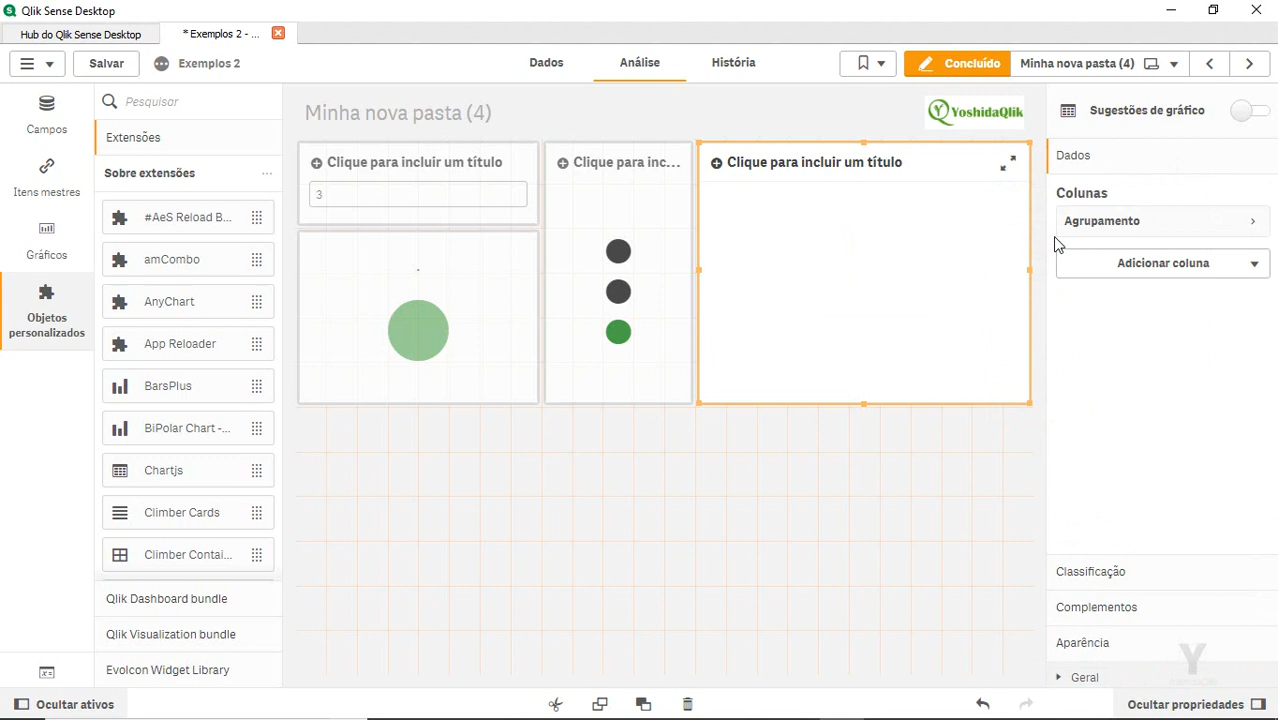 Qlik Sense Desktop
Hub do Qlik Sense Desktop
* Exemplos 2 - ...
Salvar
Exemplos 2
Dados
Análise
História
Concluído
Minha nova pasta (4)
Campos
Itens mestres
Gráficos
Objetos
personalizados
Pesquisar
Extensões
Sobre extensões
#AeS Reload B...
amCombo
AnyChart
App Reloader
BarsPlus
BiPolar Chart -...
Chartjs
Climber Cards
Climber Contai...
Qlik Dashboard bundle
Qlik Visualization bundle
EvoIcon Widget Library
Minha nova pasta (4)
YoshidaQlik
Clique para incluir um título
3
Clique para inc...
Clique para incluir um título
Sugestões de gráfico
Dados
Colunas
Agrupamento
Adicionar coluna
Classificação
Complementos
Aparência
Geral
Ocultar ativos
Ocultar propriedades